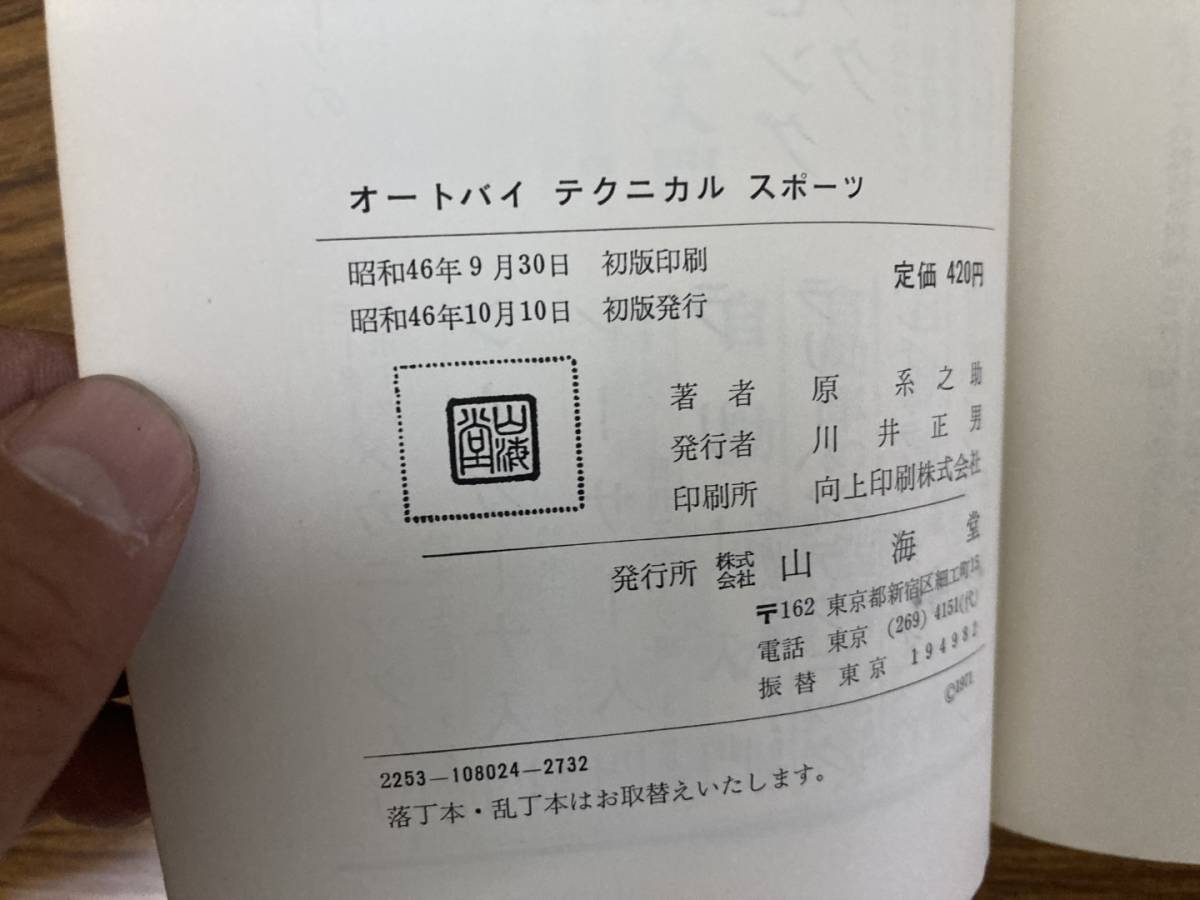 オートバイ テクニカル スポーツ
昭和46年9月30日 初版印刷
昭和46年10月10日 初版発行
定価 420円
山海堂
著者 原 系之助
発行者 川井正男
印刷所 向上印刷株式会社
発行所 株式会社 山海堂
〒162 東京都新宿区細工町15
電話 東京 (269) 4151(代)
振替 東京 194982
©1971
2253-108024-2732
落丁本・乱丁本はお取替えいたします。